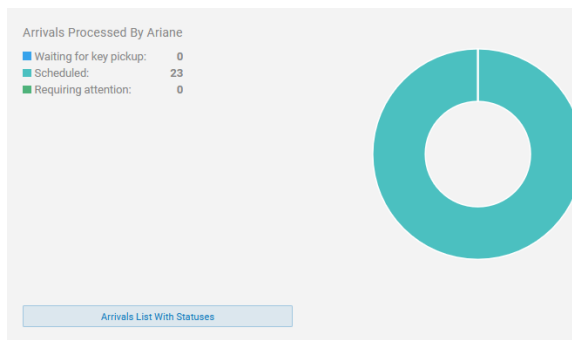 Arrivals Processed By Ariane
Waiting for key pickup: 0
Scheduled: 23
Requiring attention: 0
Arrivals List With Statuses